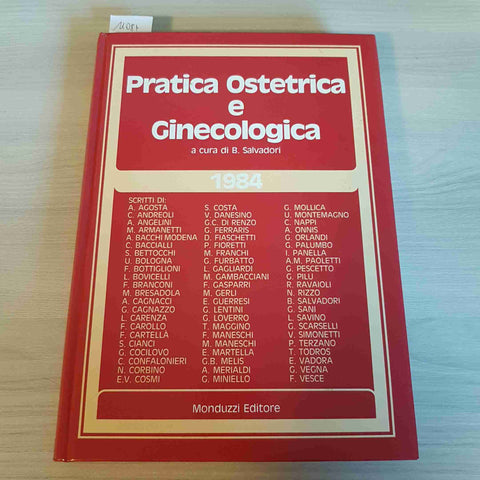 Pratica Ostetrica
e
Ginecologica
a cura di B. Salvadori
1984
SCRITTI DI:
A. AGOSTA
C. ANDREOLI
A. ANGELINI
M. ARMANETTI
A. BACCHI MODENA
C. BACCIALLI
S. BETTOCCHI
U. BOLOGNA
F. BOTTIGLIONI
L. BOVICELLI
F. BRANCONI
M. BRESADOLA
A. CAGNACCI
G. CAGNAZZO
L. CARENZA
F. CAROLLO
F. CARTELLA
S. CIANCI
G. COCILOVO
C. CONFALONIERI
N. CORBINO
E.V. COSMI
S. COSTA
V. DANESINO
G.C. DI RENZO
G. FERRARIS
D. FIASCHETTI
P. FIORETTI
M. FRANCHI
G. FURBATTO
L. GAGLIARDI
M. GAMBACCIANI
F. GASPARRI
M. GERLI
E. GUERRESI
G. LENTINI
G. LOVERRO
T. MAGGINO
F. MANESCHI
M. MANESCHI
E. MARTELLA
G.B. MELIS
A. MERIALDI
G. MINIELLO
G. MOLLICA
U. MONTEMAGNO
C. NAPPI
A. ONNIS
G. ORLANDI
G. PALUMBO
I. PANELLA
A.M. PAOLETTI
G. PESCETTO
G. PILU
R. RAVAIOLI
N. RIZZO
B. SALVADORI
G. SANI
L. SAVINO
G. SCARSELLI
V. SIMONETTI
P. TERZANO
T. TODROS
E. VADORA
G. VEGNA
F. VESCE
Monduzzi Editore